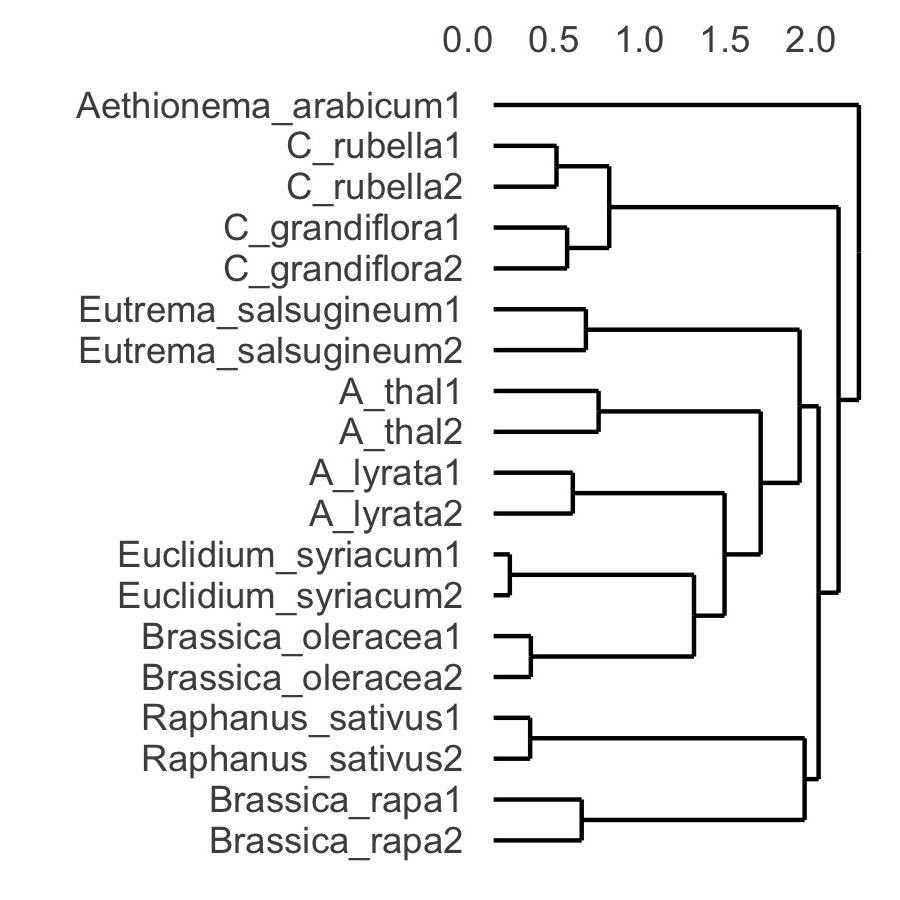 0.0 0.5 1.0 1.5 2.0
Aethionema_arabicum1
C_rubella1
C_rubella2
C_grandiflora1
C_grandiflora2
Eutrema_salsugineum1
Eutrema_salsugineum2
A_thal1
A_thal2
A_lyrata1
A_lyrata2
Euclidium_syriacum1
Euclidium_syriacum2
Brassica_oleracea1
Brassica_oleracea2
Raphanus_sativus1
Raphanus_sativus2
Brassica_rapa1
Brassica_rapa2